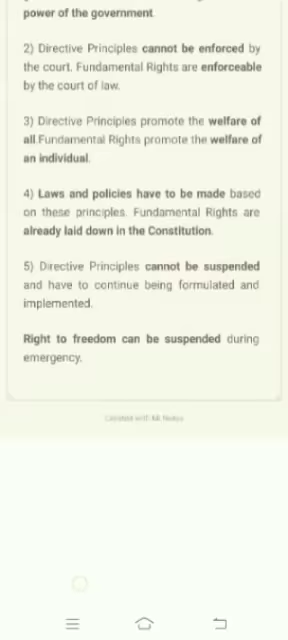 power of the government.
2) Directive Principles cannot be enforced by
the court. Fundamental Rights are enforceable
by the court of law.
3) Directive Principles promote the welfare of
all.Fundamental Rights promote the welfare of
an individual.
4) Laws and policies have to be made based
on these principles. Fundamental Rights are
already laid down in the Constitution.
5) Directive Principles cannot be suspended
and have to continue being formulated and
implemented.
Right to freedom can be suspended during
emergency.